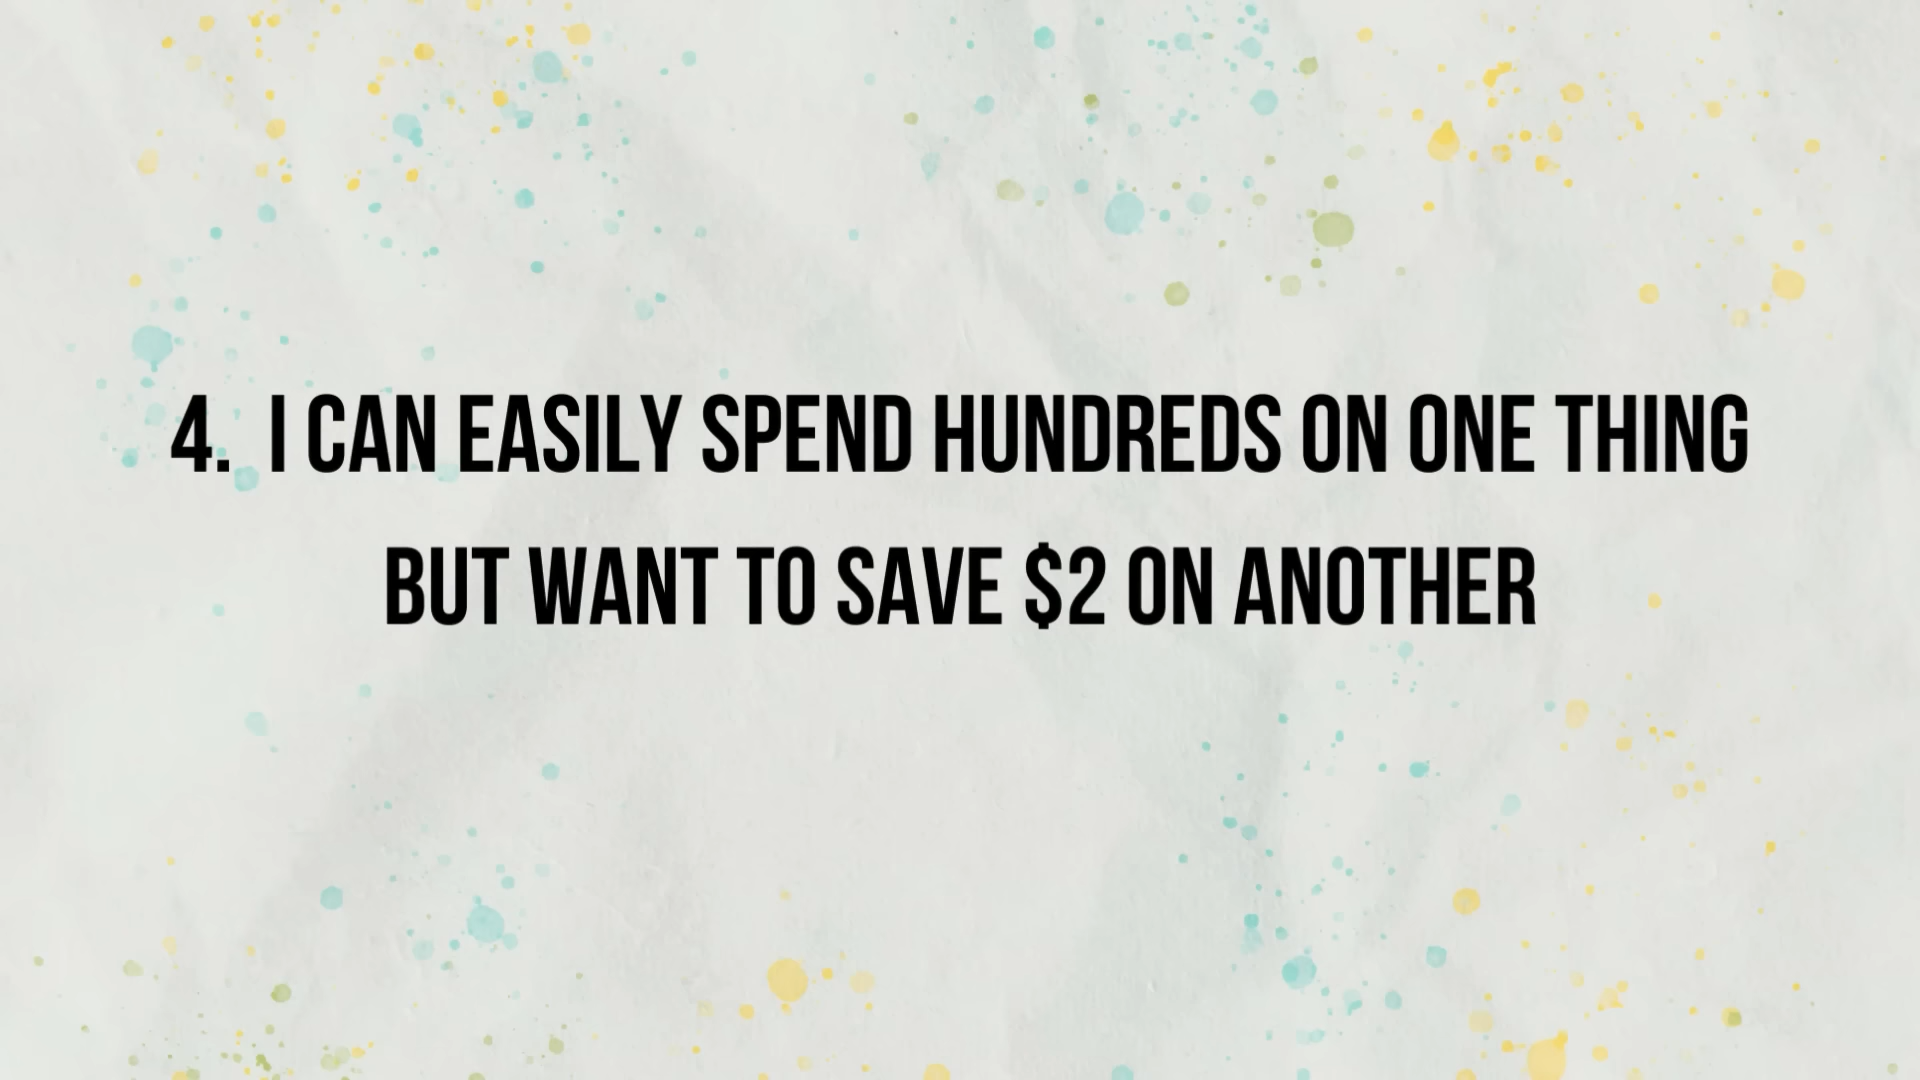 4. I CAN EASILY SPEND HUNDREDS ON ONE THING
BUT WANT TO SAVE $2 ON ANOTHER